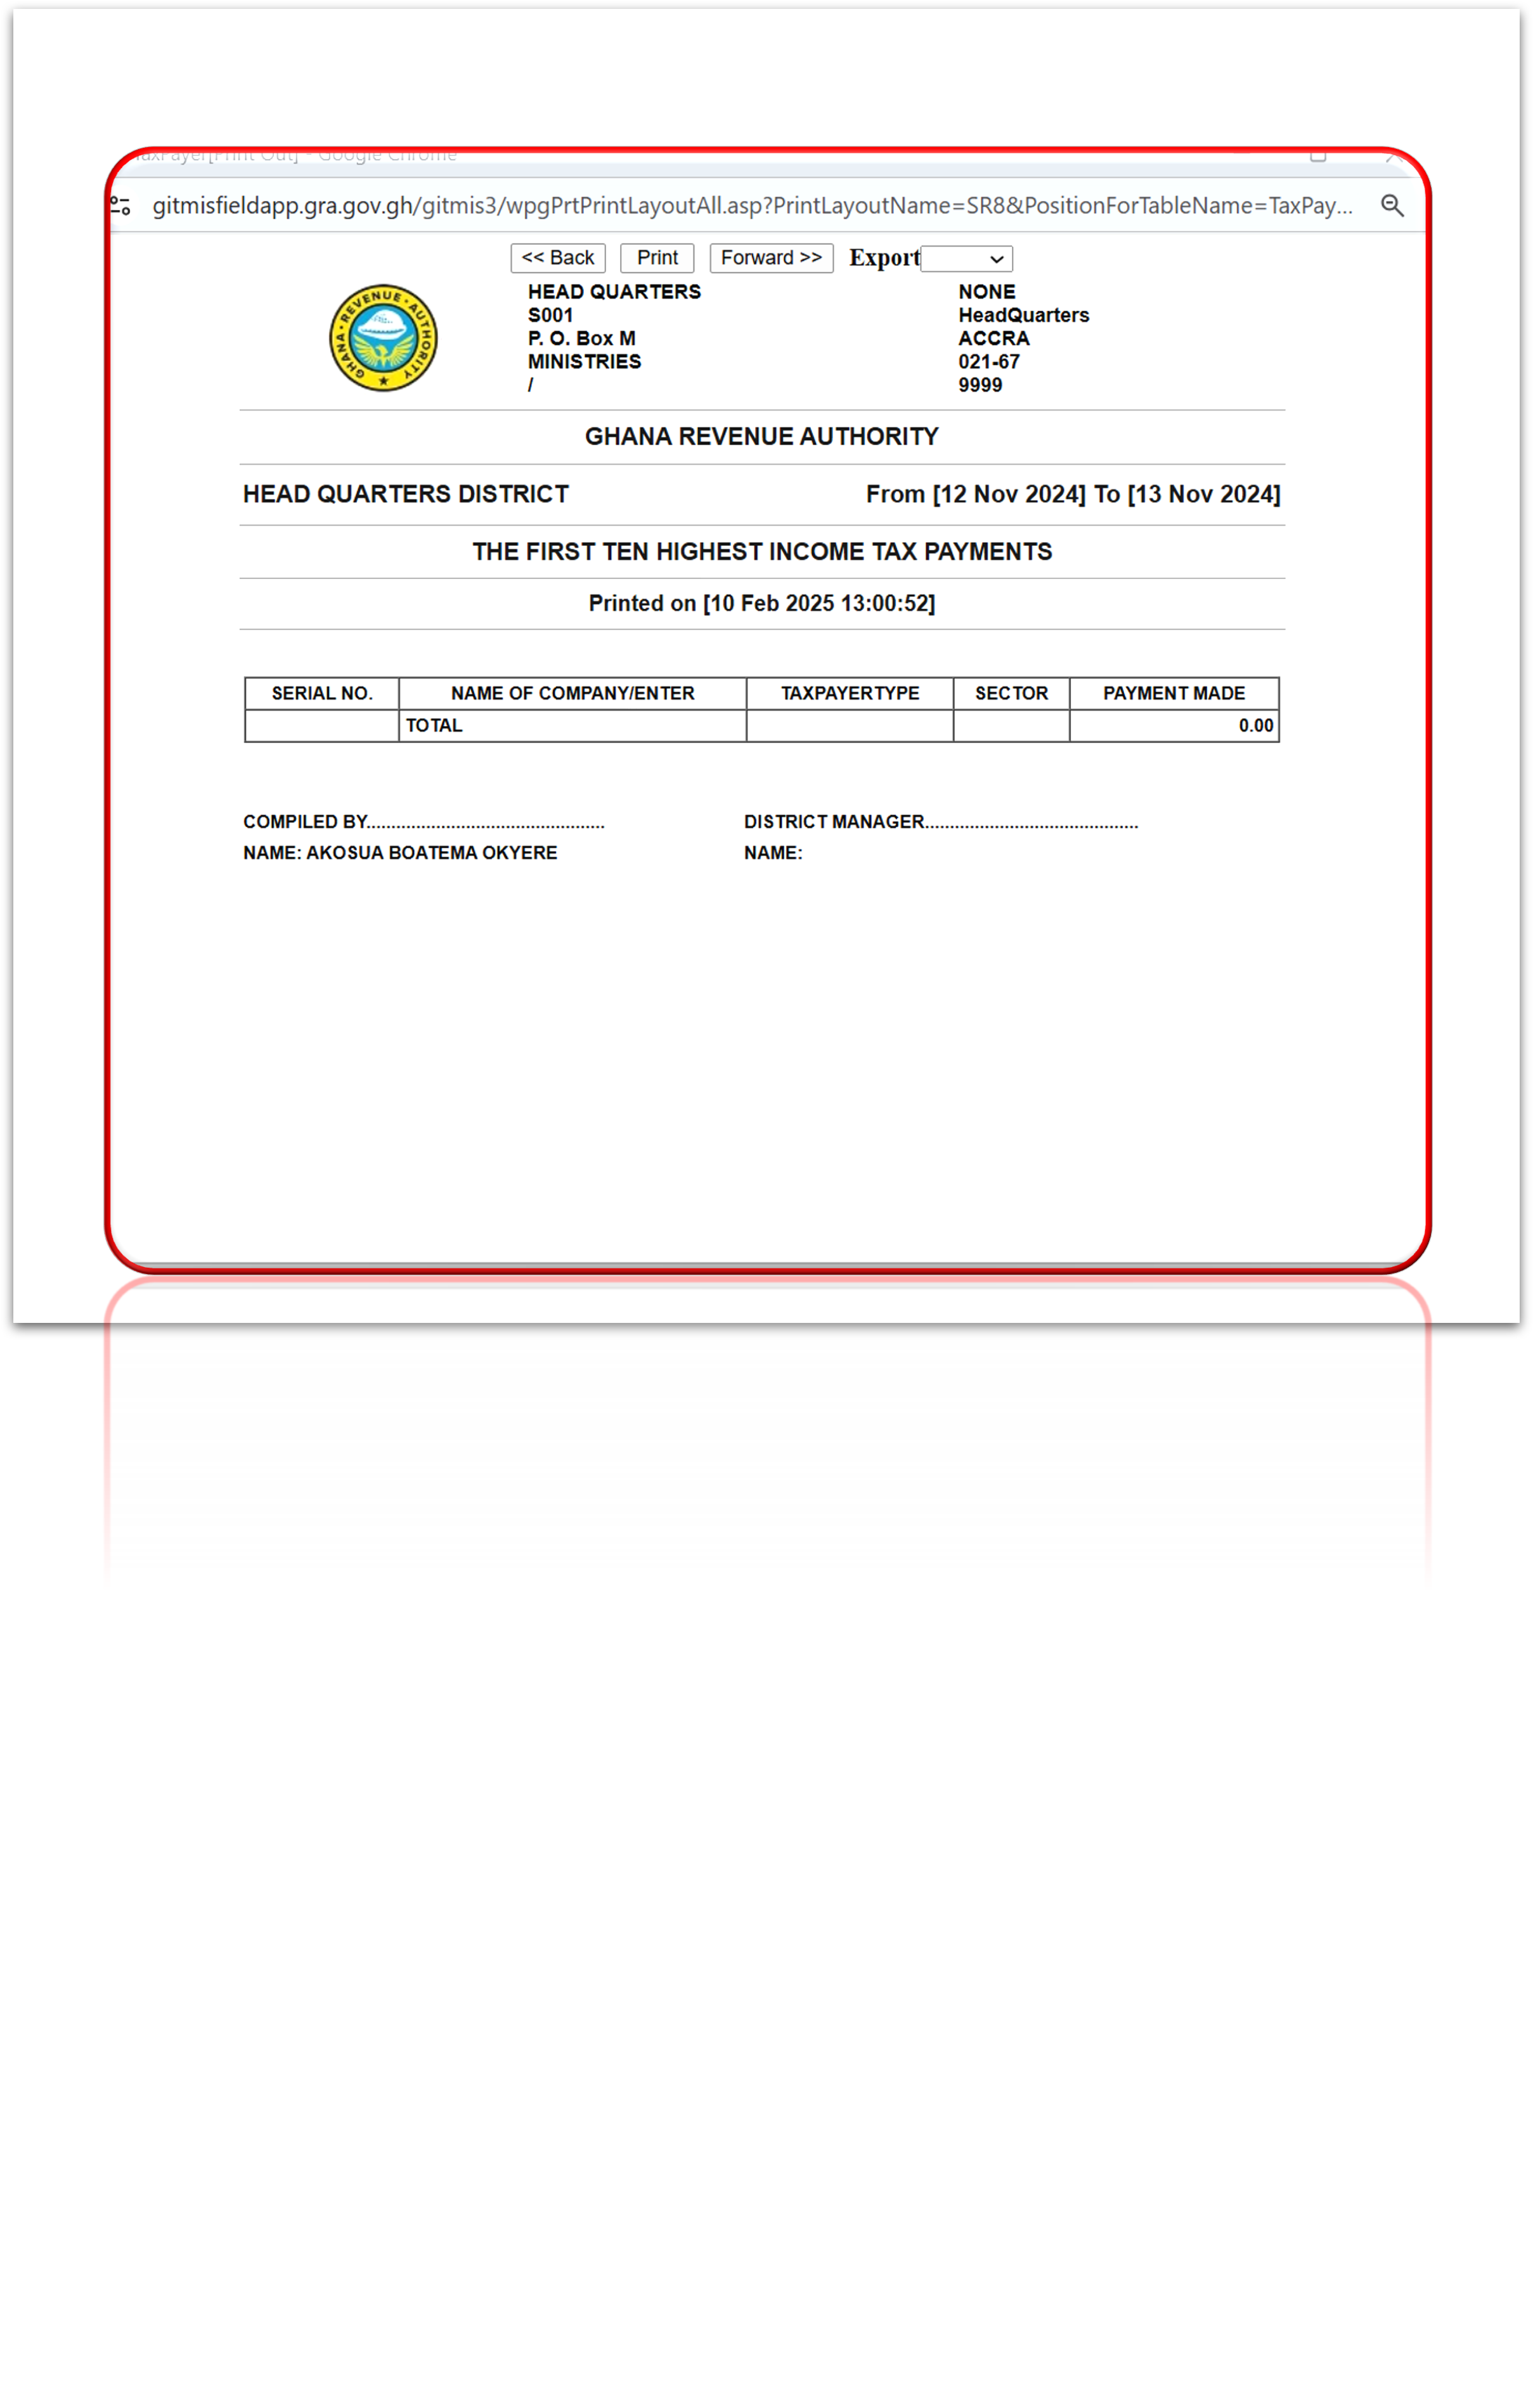 TaxPayer[Print Out] - Google Chrome
gitmisfieldapp.gra.gov.gh/gitmis3/wpgPrtPrintLayoutAll.asp?PrintLayoutName=SR8&PositionForTableName=TaxPay...
<< Back Print Forward >> Export
GHANA · REVENUE · AUTHORITY
HEAD QUARTERS NONE
S001 HeadQuarters
P. O. Box M ACCRA
MINISTRIES 021-67
/ 9999
GHANA REVENUE AUTHORITY
HEAD QUARTERS DISTRICT From [12 Nov 2024] To [13 Nov 2024]
THE FIRST TEN HIGHEST INCOME TAX PAYMENTS
Printed on [10 Feb 2025 13:00:52]
SERIAL NO. NAME OF COMPANY/ENTER TAXPAYERTYPE SECTOR PAYMENT MADE
TOTAL 0.00
COMPILED BY................................................ DISTRICT MANAGER...........................................
NAME: AKOSUA BOATEMA OKYERE NAME: